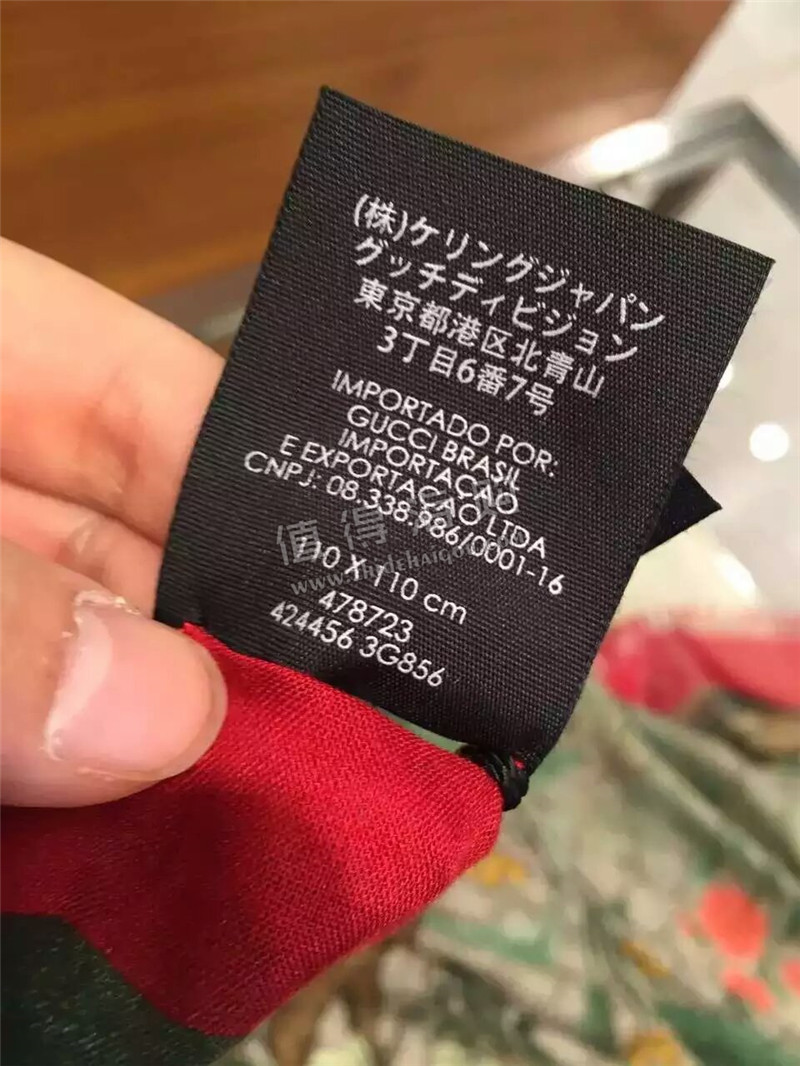 (株)ケリングジャパン
グッチディビジョン
東京都港区北青山
3丁目6番7号
IMPORTADO POR:
GUCCI BRASIL
IMPORTAÇAO
E EXPORTAÇAO LTDA
CNPJ: 08.338.986/0001-16
X 110 cm
478723
424456 3G856